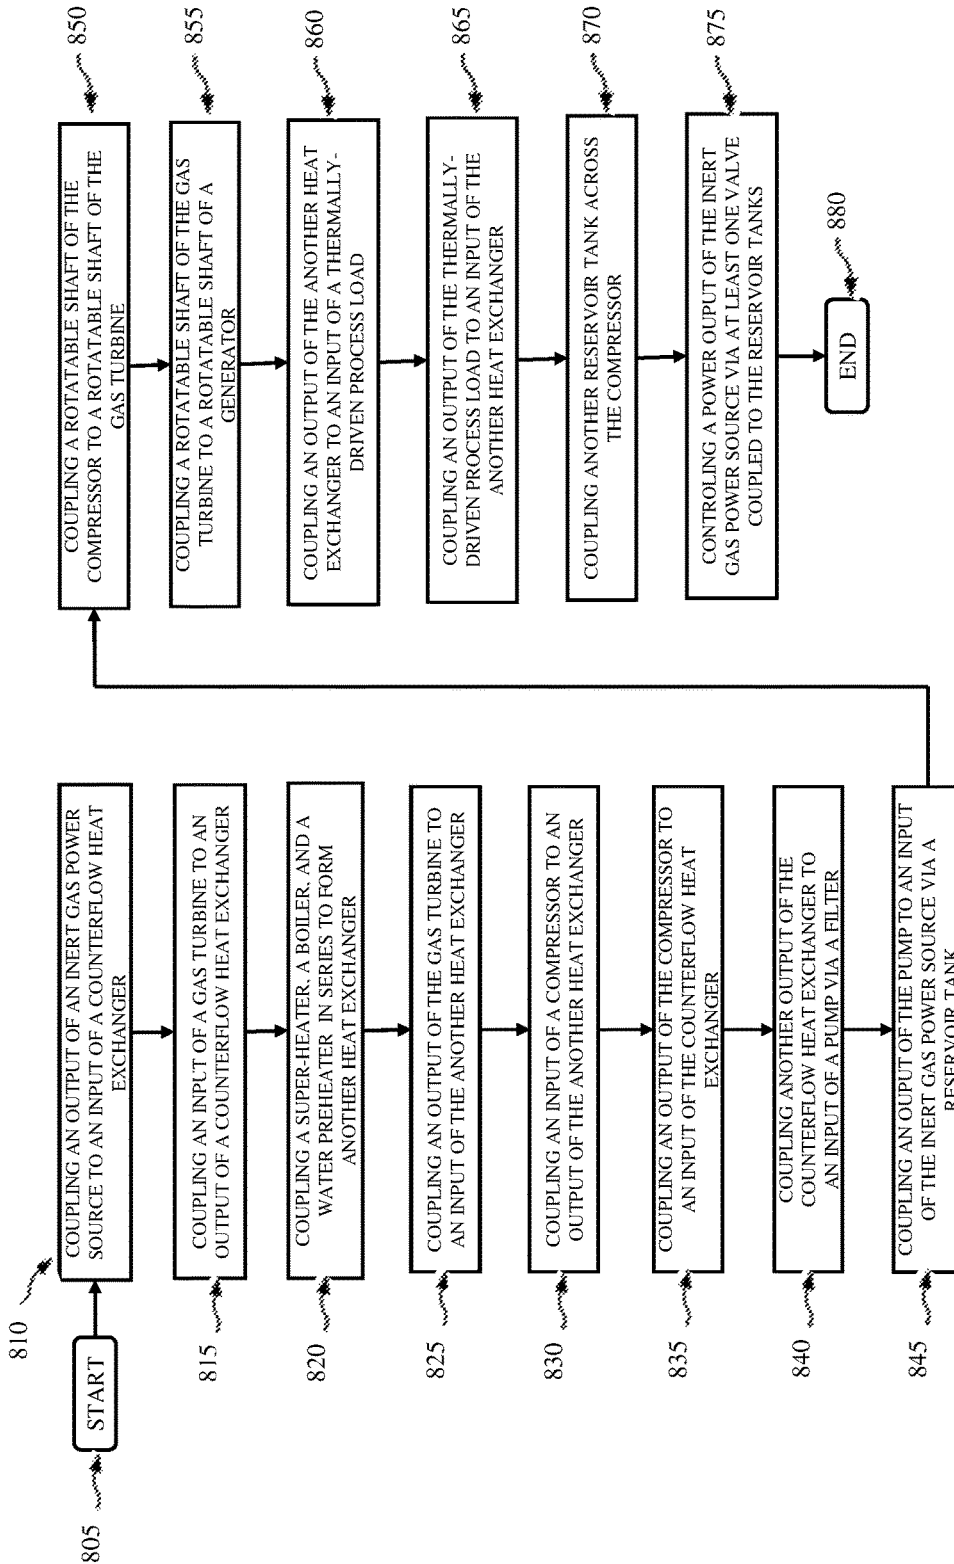 805
START
810
COUPLING AN OUTPUT OF AN INERT GAS POWER
SOURCE TO AN INPUT OF A COUNTERFLOW HEAT
EXCHANGER
815
COUPLING AN INPUT OF A GAS TURBINE TO AN
OUTPUT OF A COUNTERFLOW HEAT EXCHANGER
820
COUPLING A SUPER-HEATER, A BOILER, AND A
WATER PREHEATER IN SERIES TO FORM
ANOTHER HEAT EXCHANGER
825
COUPLING AN OUTPUT OF THE GAS TURBINE TO
AN INPUT OF THE ANOTHER HEAT EXCHANGER
830
COUPLING AN INPUT OF A COMPRESSOR TO AN
OUTPUT OF THE ANOTHER HEAT EXCHANGER
835
COUPLING AN OUTPUT OF THE COMPRESSOR TO
AN INPUT OF THE COUNTERFLOW HEAT
EXCHANGER
840
COUPLING ANOTHER OUTPUT OF THE
COUNTERFLOW HEAT EXCHANGER TO
AN INPUT OF A PUMP VIA A FILTER
845
COUPLING AN OUPUT OF THE PUMP TO AN INPUT
OF THE INERT GAS POWER SOURCE VIA A
RESERVOIR TANK
850
COUPLING A ROTATABLE SHAFT OF THE
COMPRESSOR TO A ROTATABLE SHAFT OF THE
GAS TURBINE
855
COUPLING A ROTATABLE SHAFT OF THE GAS
TURBINE TO A ROTATABLE SHAFT OF A
GENERATOR
860
COUPLING AN OUTPUT OF THE ANOTHER HEAT
EXCHANGER TO AN INPUT OF A THERMALLY-
DRIVEN PROCESS LOAD
865
COUPLING AN OUTPUT OF THE THERMALLY-
DRIVEN PROCESS LOAD TO AN INPUT OF THE
ANOTHER HEAT EXCHANGER
870
COUPLING ANOTHER RESERVOIR TANK ACROSS
THE COMPRESSOR
875
CONTROLING A POWER OUPUT OF THE INERT
GAS POWER SOURCE VIA AT LEAST ONE VALVE
COUPLED TO THE RESERVOIR TANKS
880
END